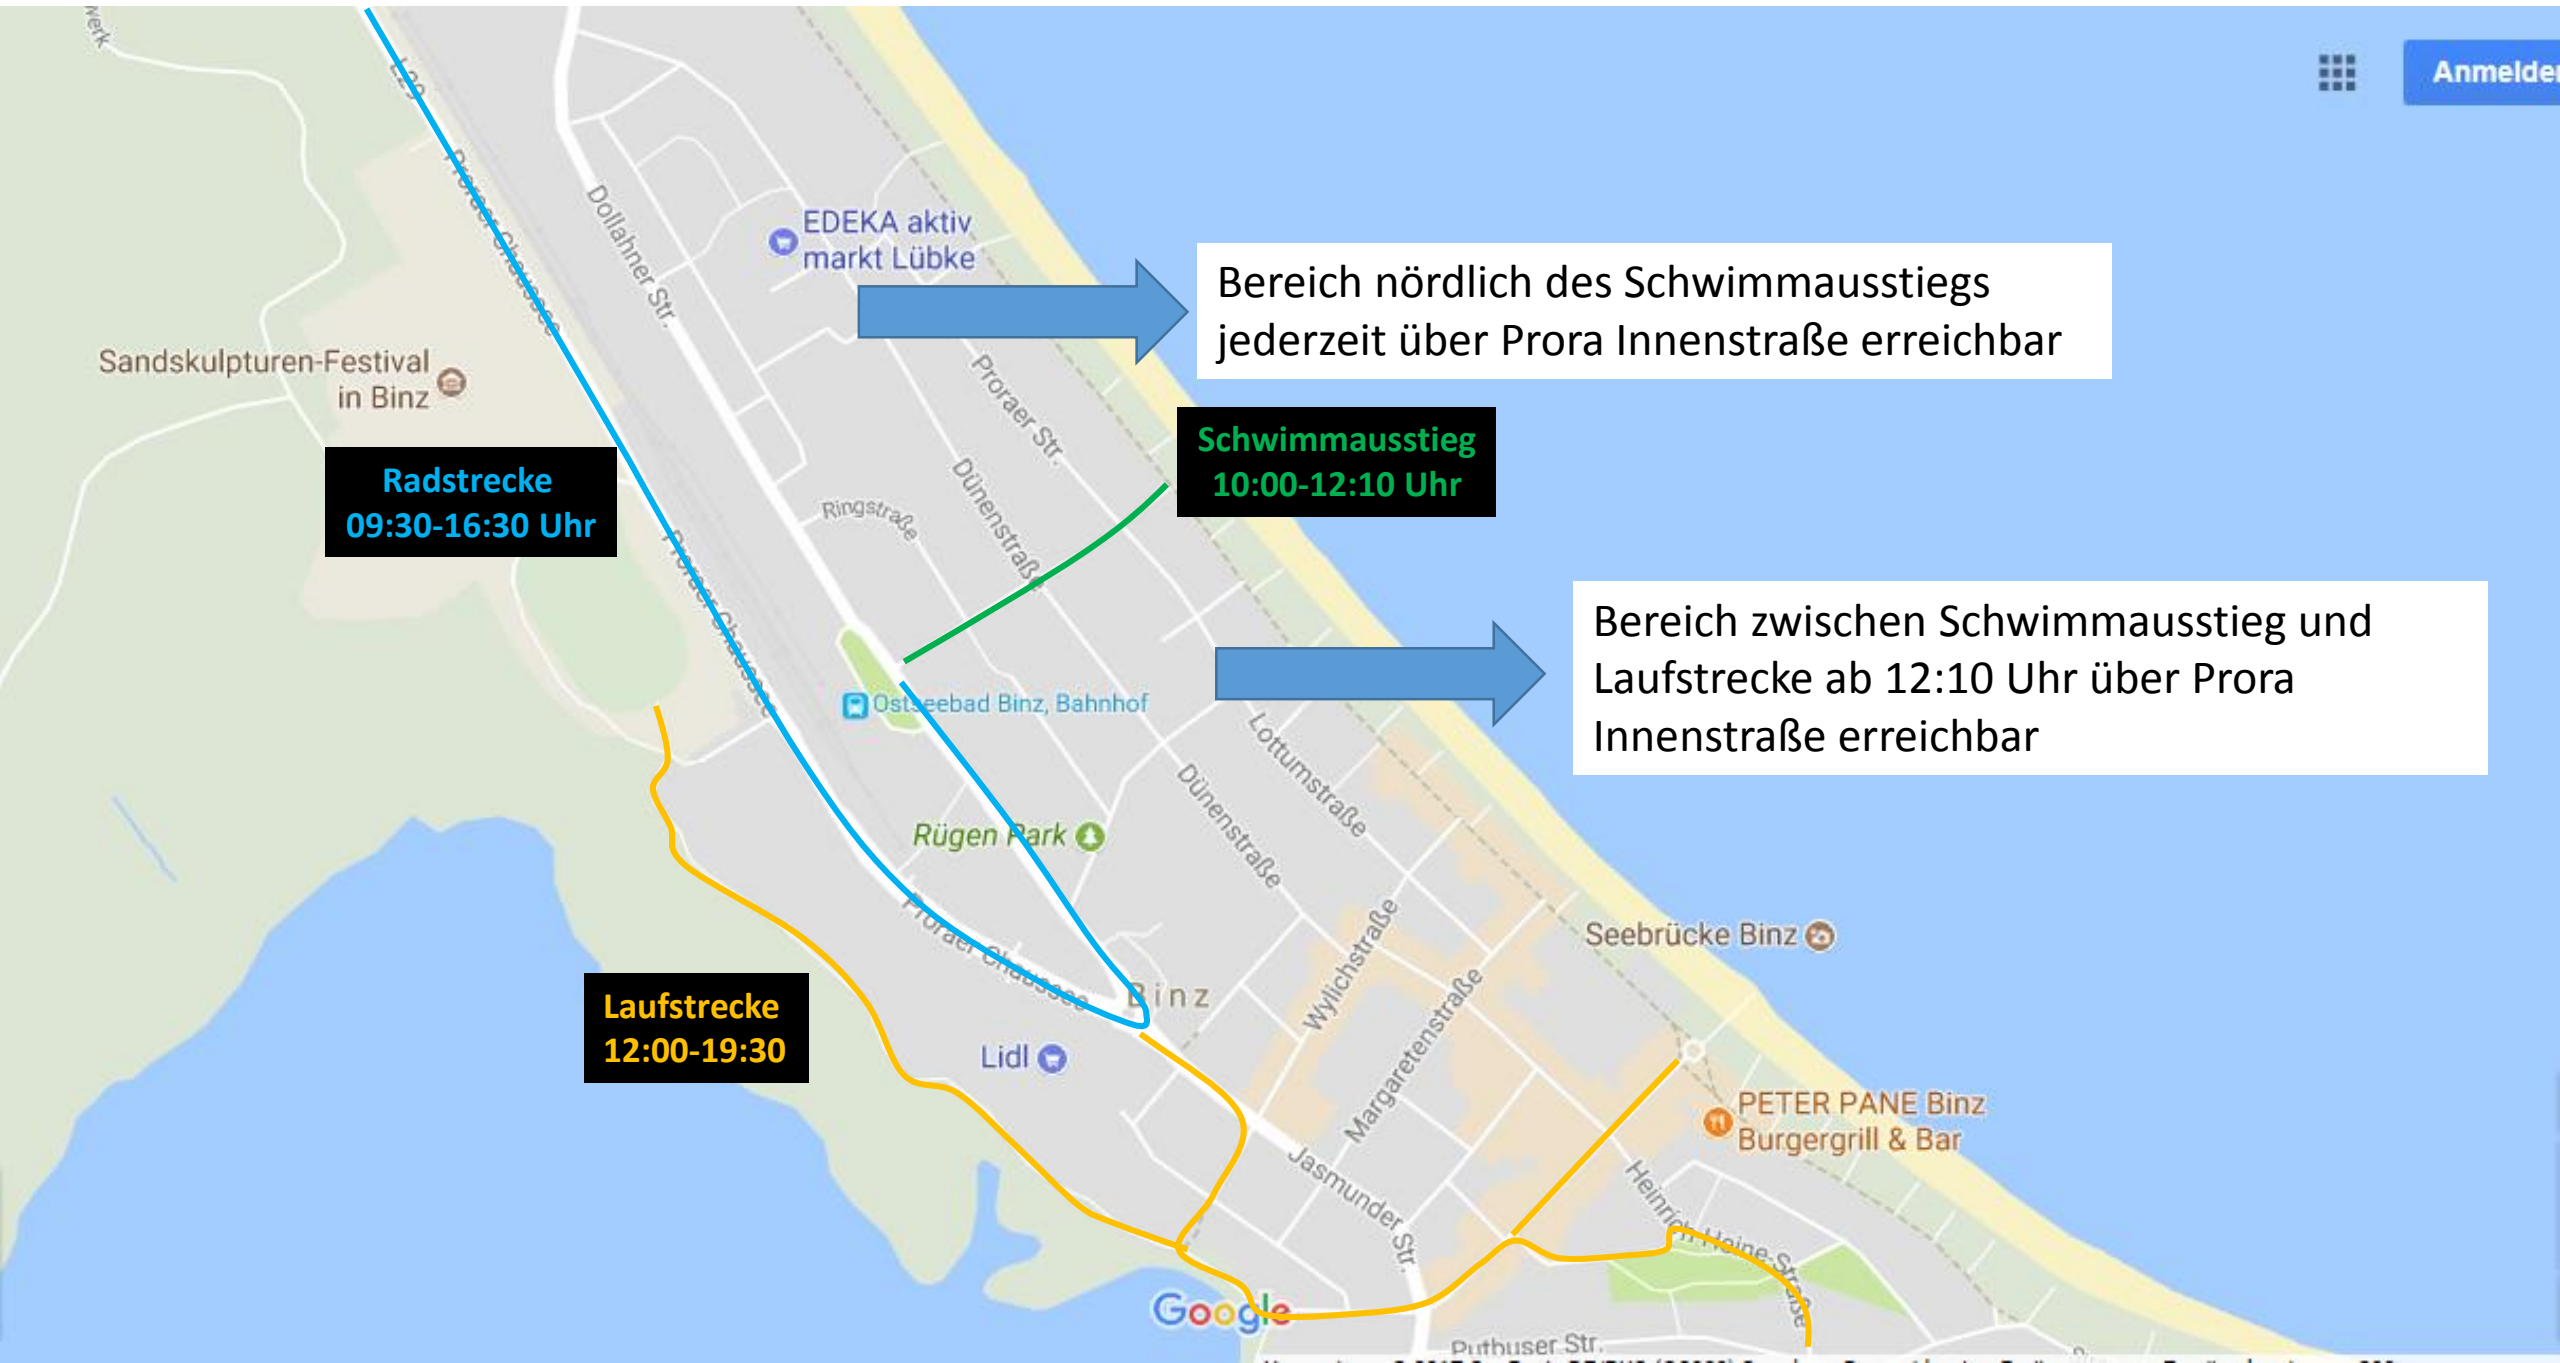 werk
L29
Anmelden
Proraer Chaussee
Dollahner Str.
EDEKA aktiv
markt Lübke
Bereich nördlich des Schwimmausstiegs
jederzeit über Prora Innenstraße erreichbar
Sandskulpturen-Festival
in Binz
Proraer Str.
Schwimmausstieg
10:00-12:10 Uhr
Radstrecke
09:30-16:30 Uhr
Ringstraße
Dünenstraße
Proraer Chaussee
Bereich zwischen Schwimmausstieg und
Laufstrecke ab 12:10 Uhr über Prora
Innenstraße erreichbar
Ostseebad Binz, Bahnhof
Lottumstraße
Dünenstraße
Rügen Park
Proraer Chaussee
Wylichstraße
Seebrücke Binz
Binz
Margaretenstraße
Laufstrecke
12:00-19:30
Lidl
PETER PANE Binz
Burgergrill & Bar
Jasmunder Str.
Heinrich-Heine-Straße
Google
Putbuser Str.